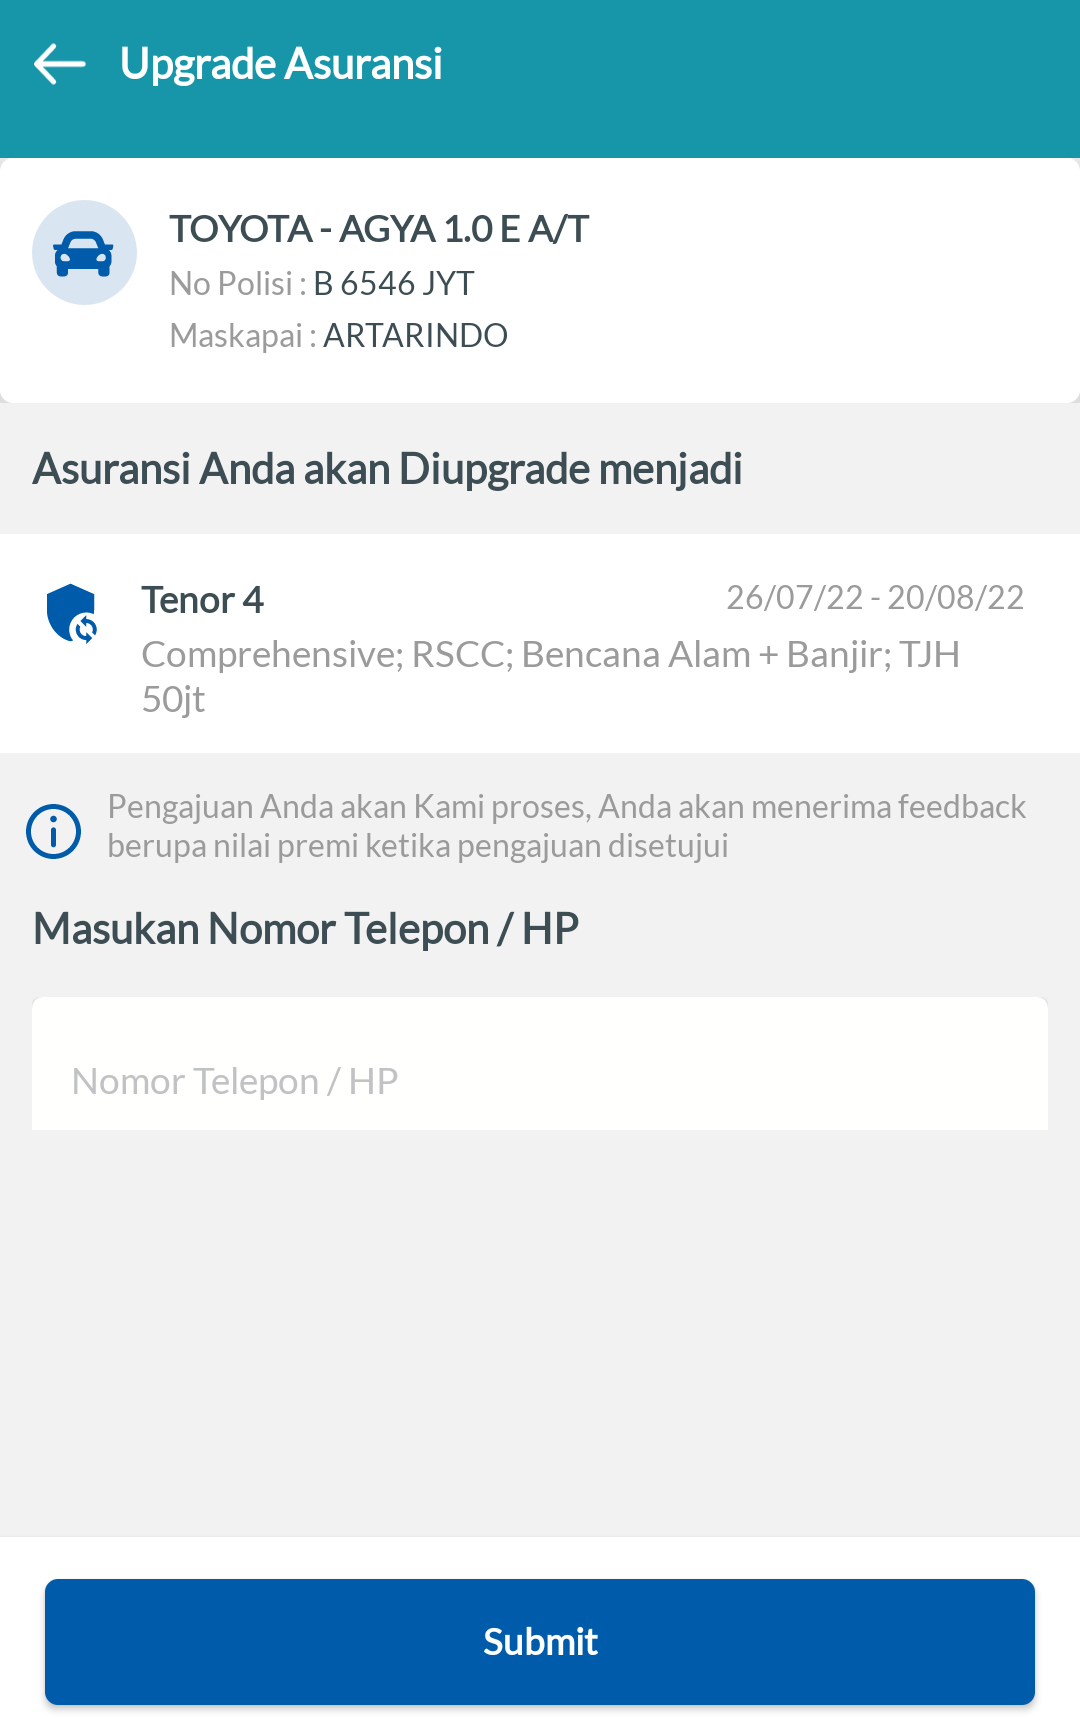 Upgrade Asuransi
TOYOTA - AGYA 1.0 E A/T
No Polisi : B 6546 JYT
Maskapai : ARTARINDO
Asuransi Anda akan Diupgrade menjadi
Tenor 4 26/07/22 - 20/08/22
Comprehensive; RSCC; Bencana Alam + Banjir; TJH
50jt
Pengajuan Anda akan Kami proses, Anda akan menerima feedback
berupa nilai premi ketika pengajuan disetujui
Masukan Nomor Telepon / HP
Nomor Telepon / HP
Submit